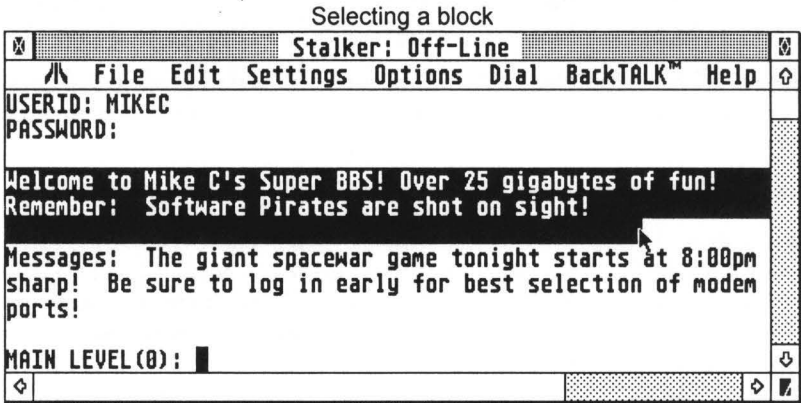 Selecting a block
Stalker: Off-Line
File Edit Settings Options Dial BackTALK™ Help
USERID: MIKEC
PASSWORD:
Welcome to Mike C's Super BBS! Over 25 gigabytes of fun!
Remember: Software Pirates are shot on sight!
Messages: The giant spacewar game tonight starts at 8:00pm
sharp! Be sure to log in early for best selection of modem
ports!
MAIN LEVEL(0):